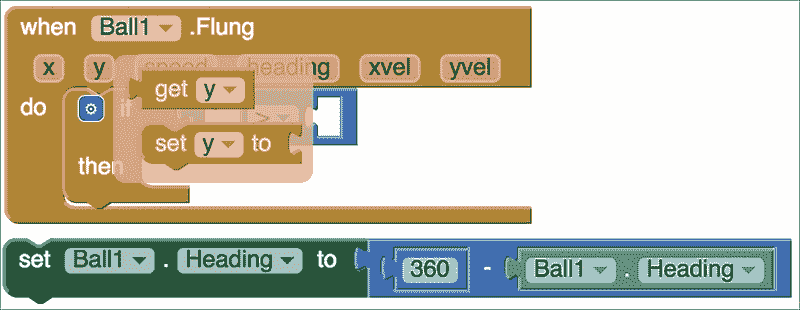 when Ball1 .Flung
x y speed heading xvel yvel
get y
do if >
set y to
then
set Ball1 . Heading to 360 - Ball1 . Heading